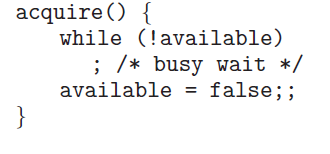 acquire() {
while (!available)
; /* busy wait */
available = false;;
}